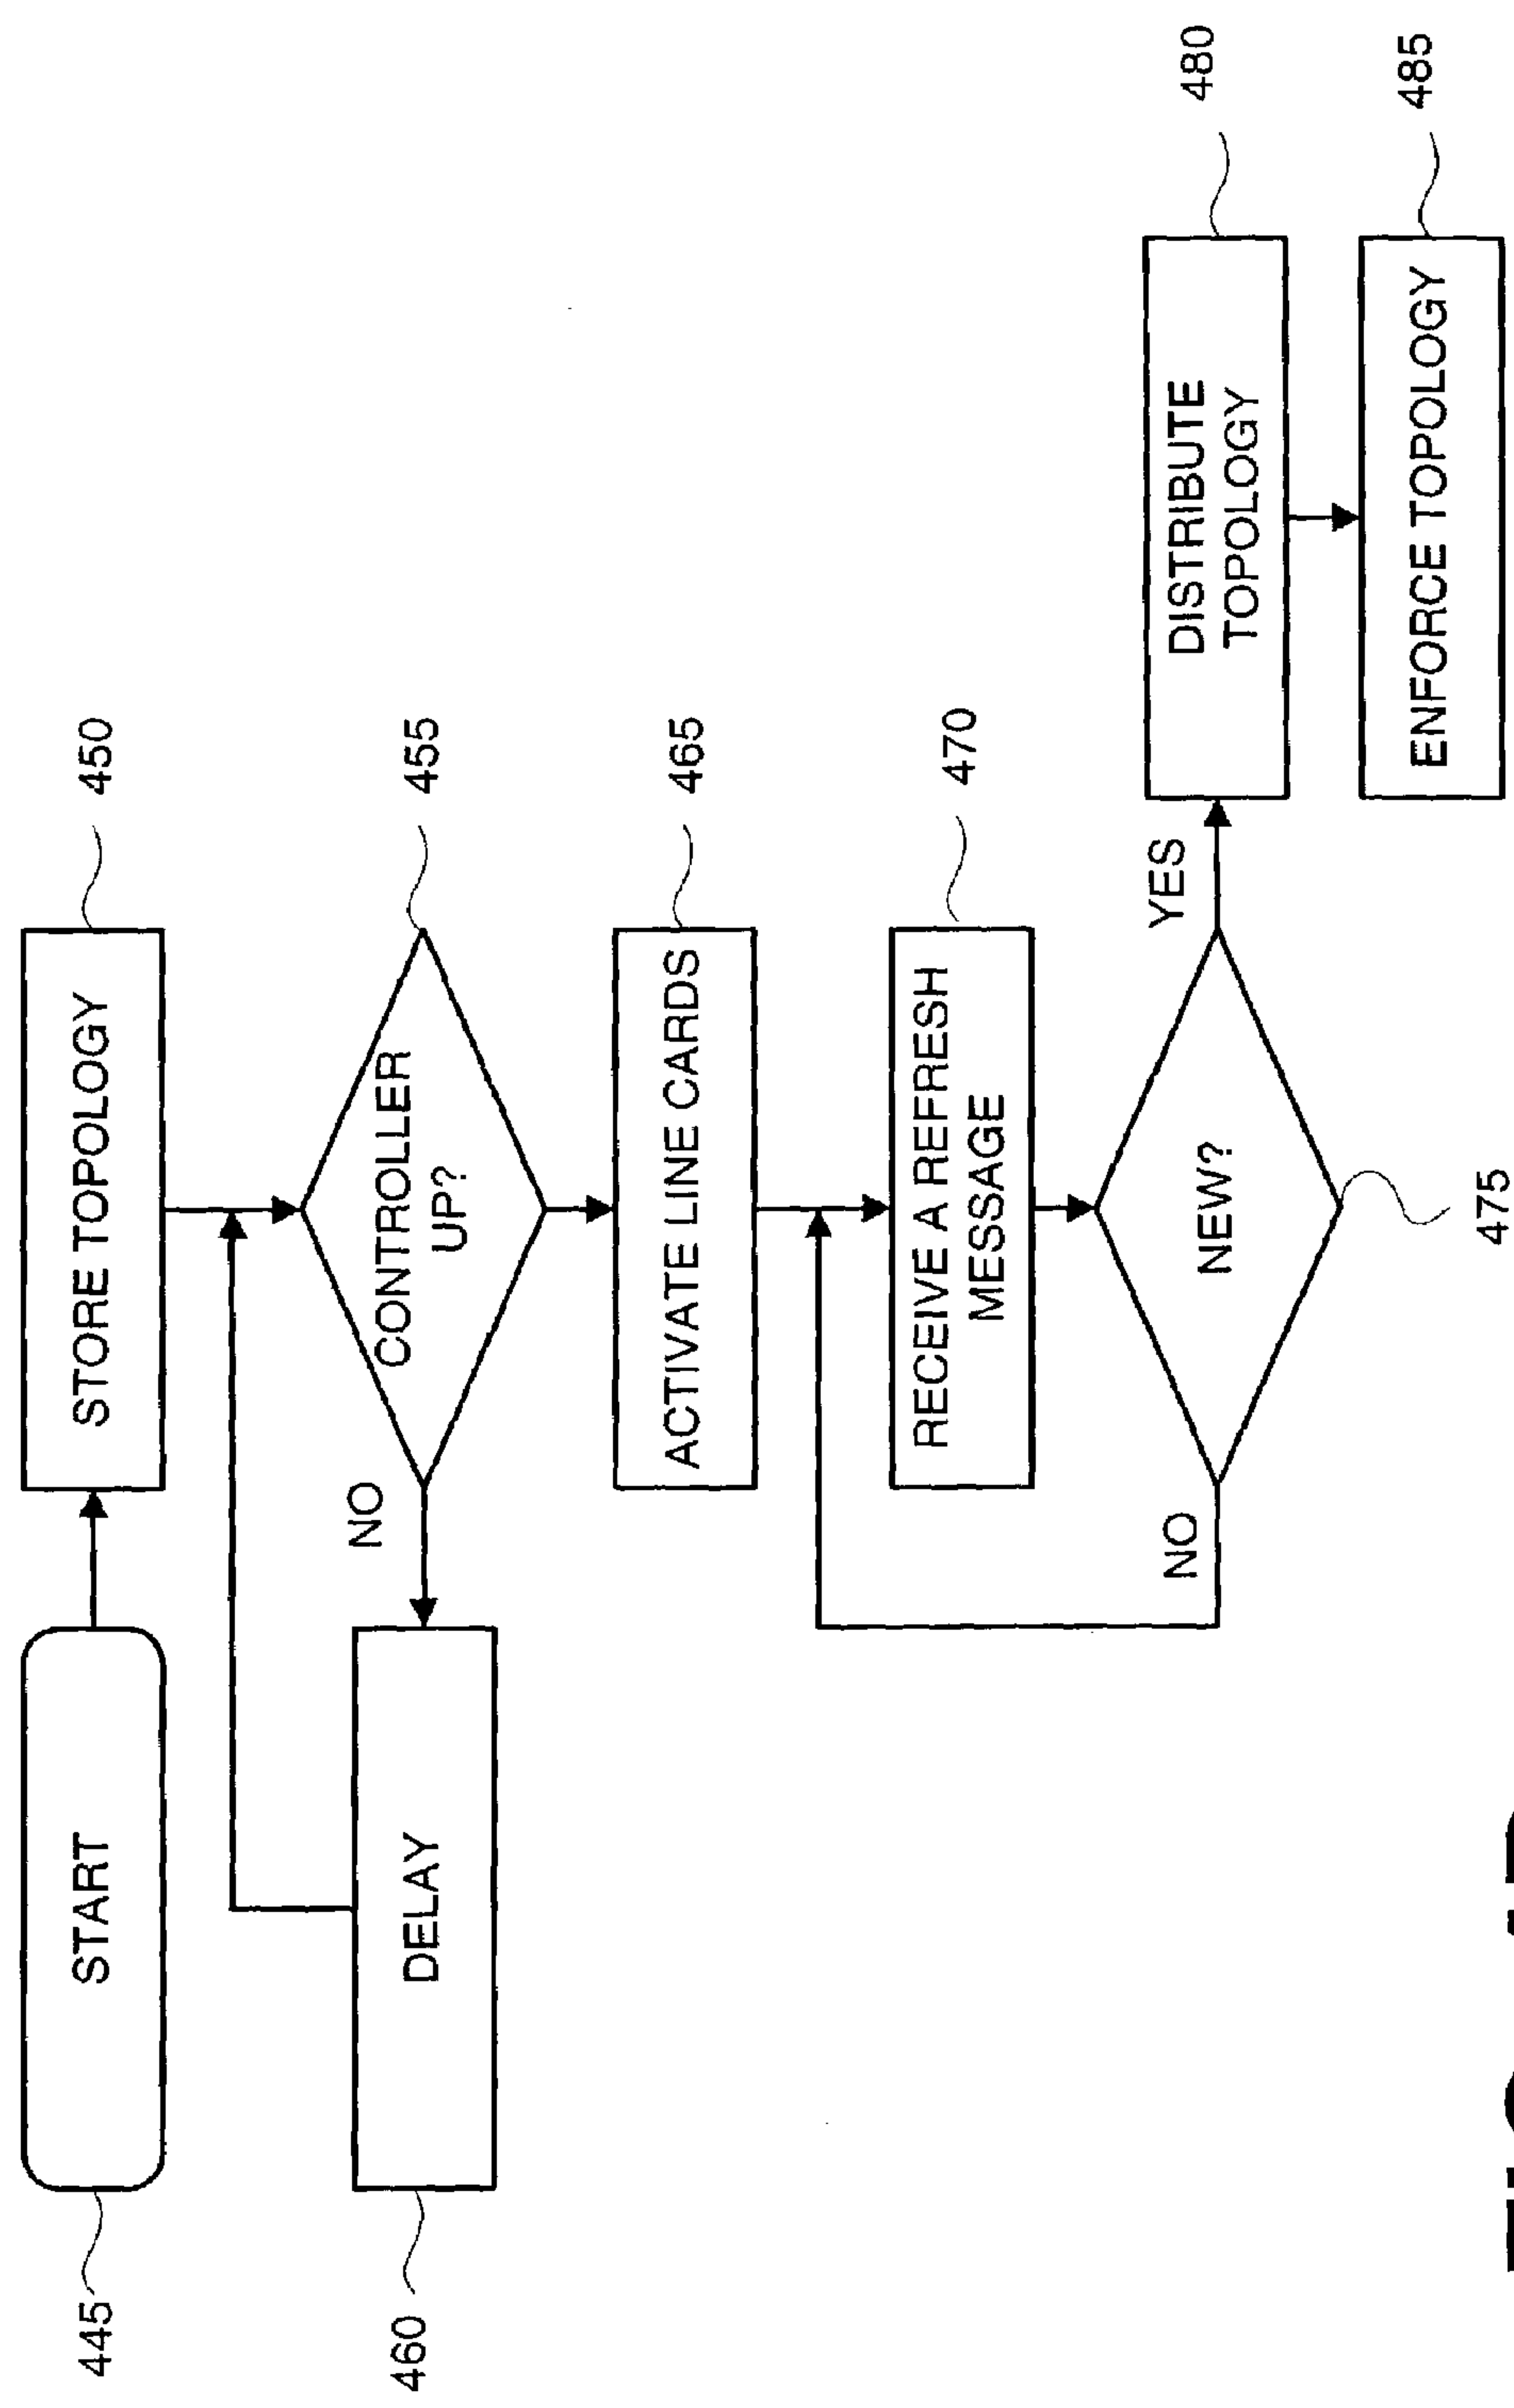 445
START
STORE TOPOLOGY
450
CONTROLLER
UP?
455
NO
460
DELAY
ACTIVATE LINE CARDS
465
RECEIVE A REFRESH
MESSAGE
470
NEW?
475
NO
YES
DISTRIBUTE
TOPOLOGY
480
ENFORCE TOPOLOGY
485